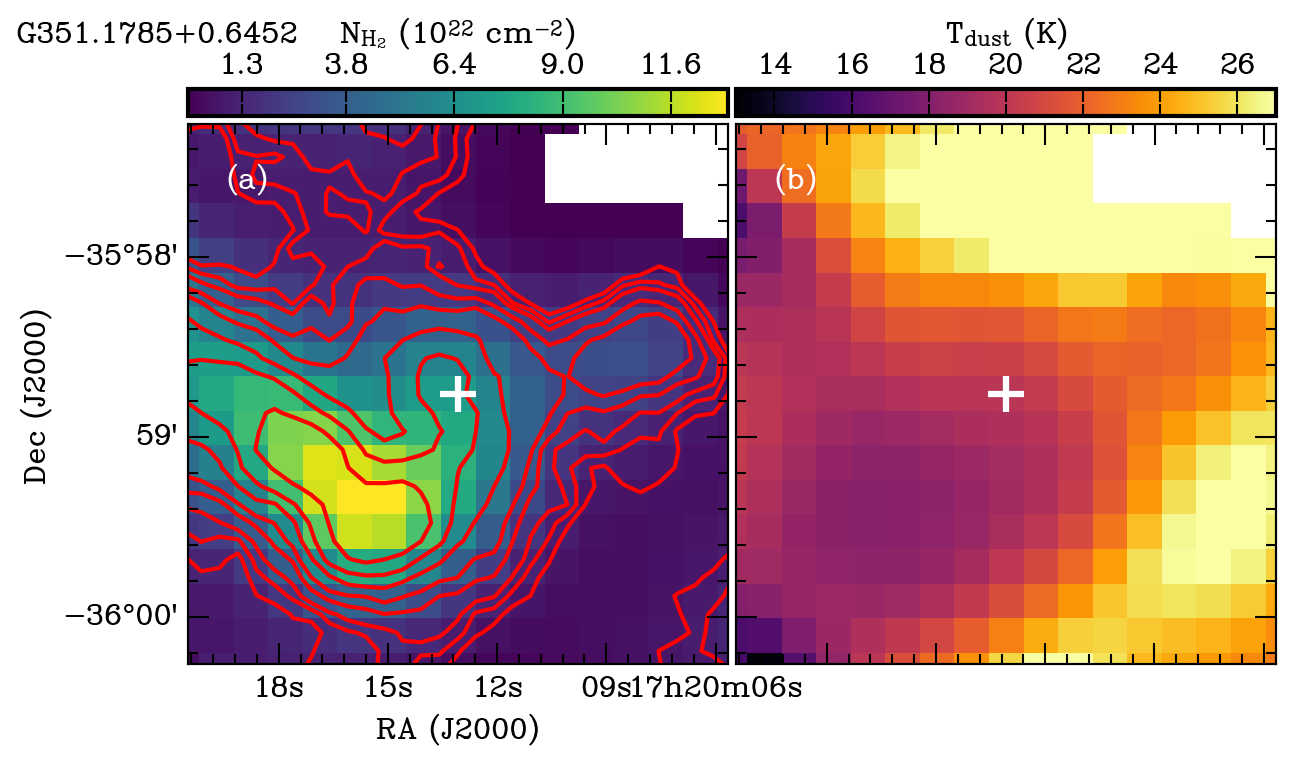 G351.1785+0.6452 N_H₂ (10²² cm⁻²) T_dust (K)
1.3 3.8 6.4 9.0 11.6 14 16 18 20 22 24 26
(a) (b)
−35°58'
59'
−36°00'
Dec (J2000)
18s 15s 12s 09s17h20m06s
RA (J2000)